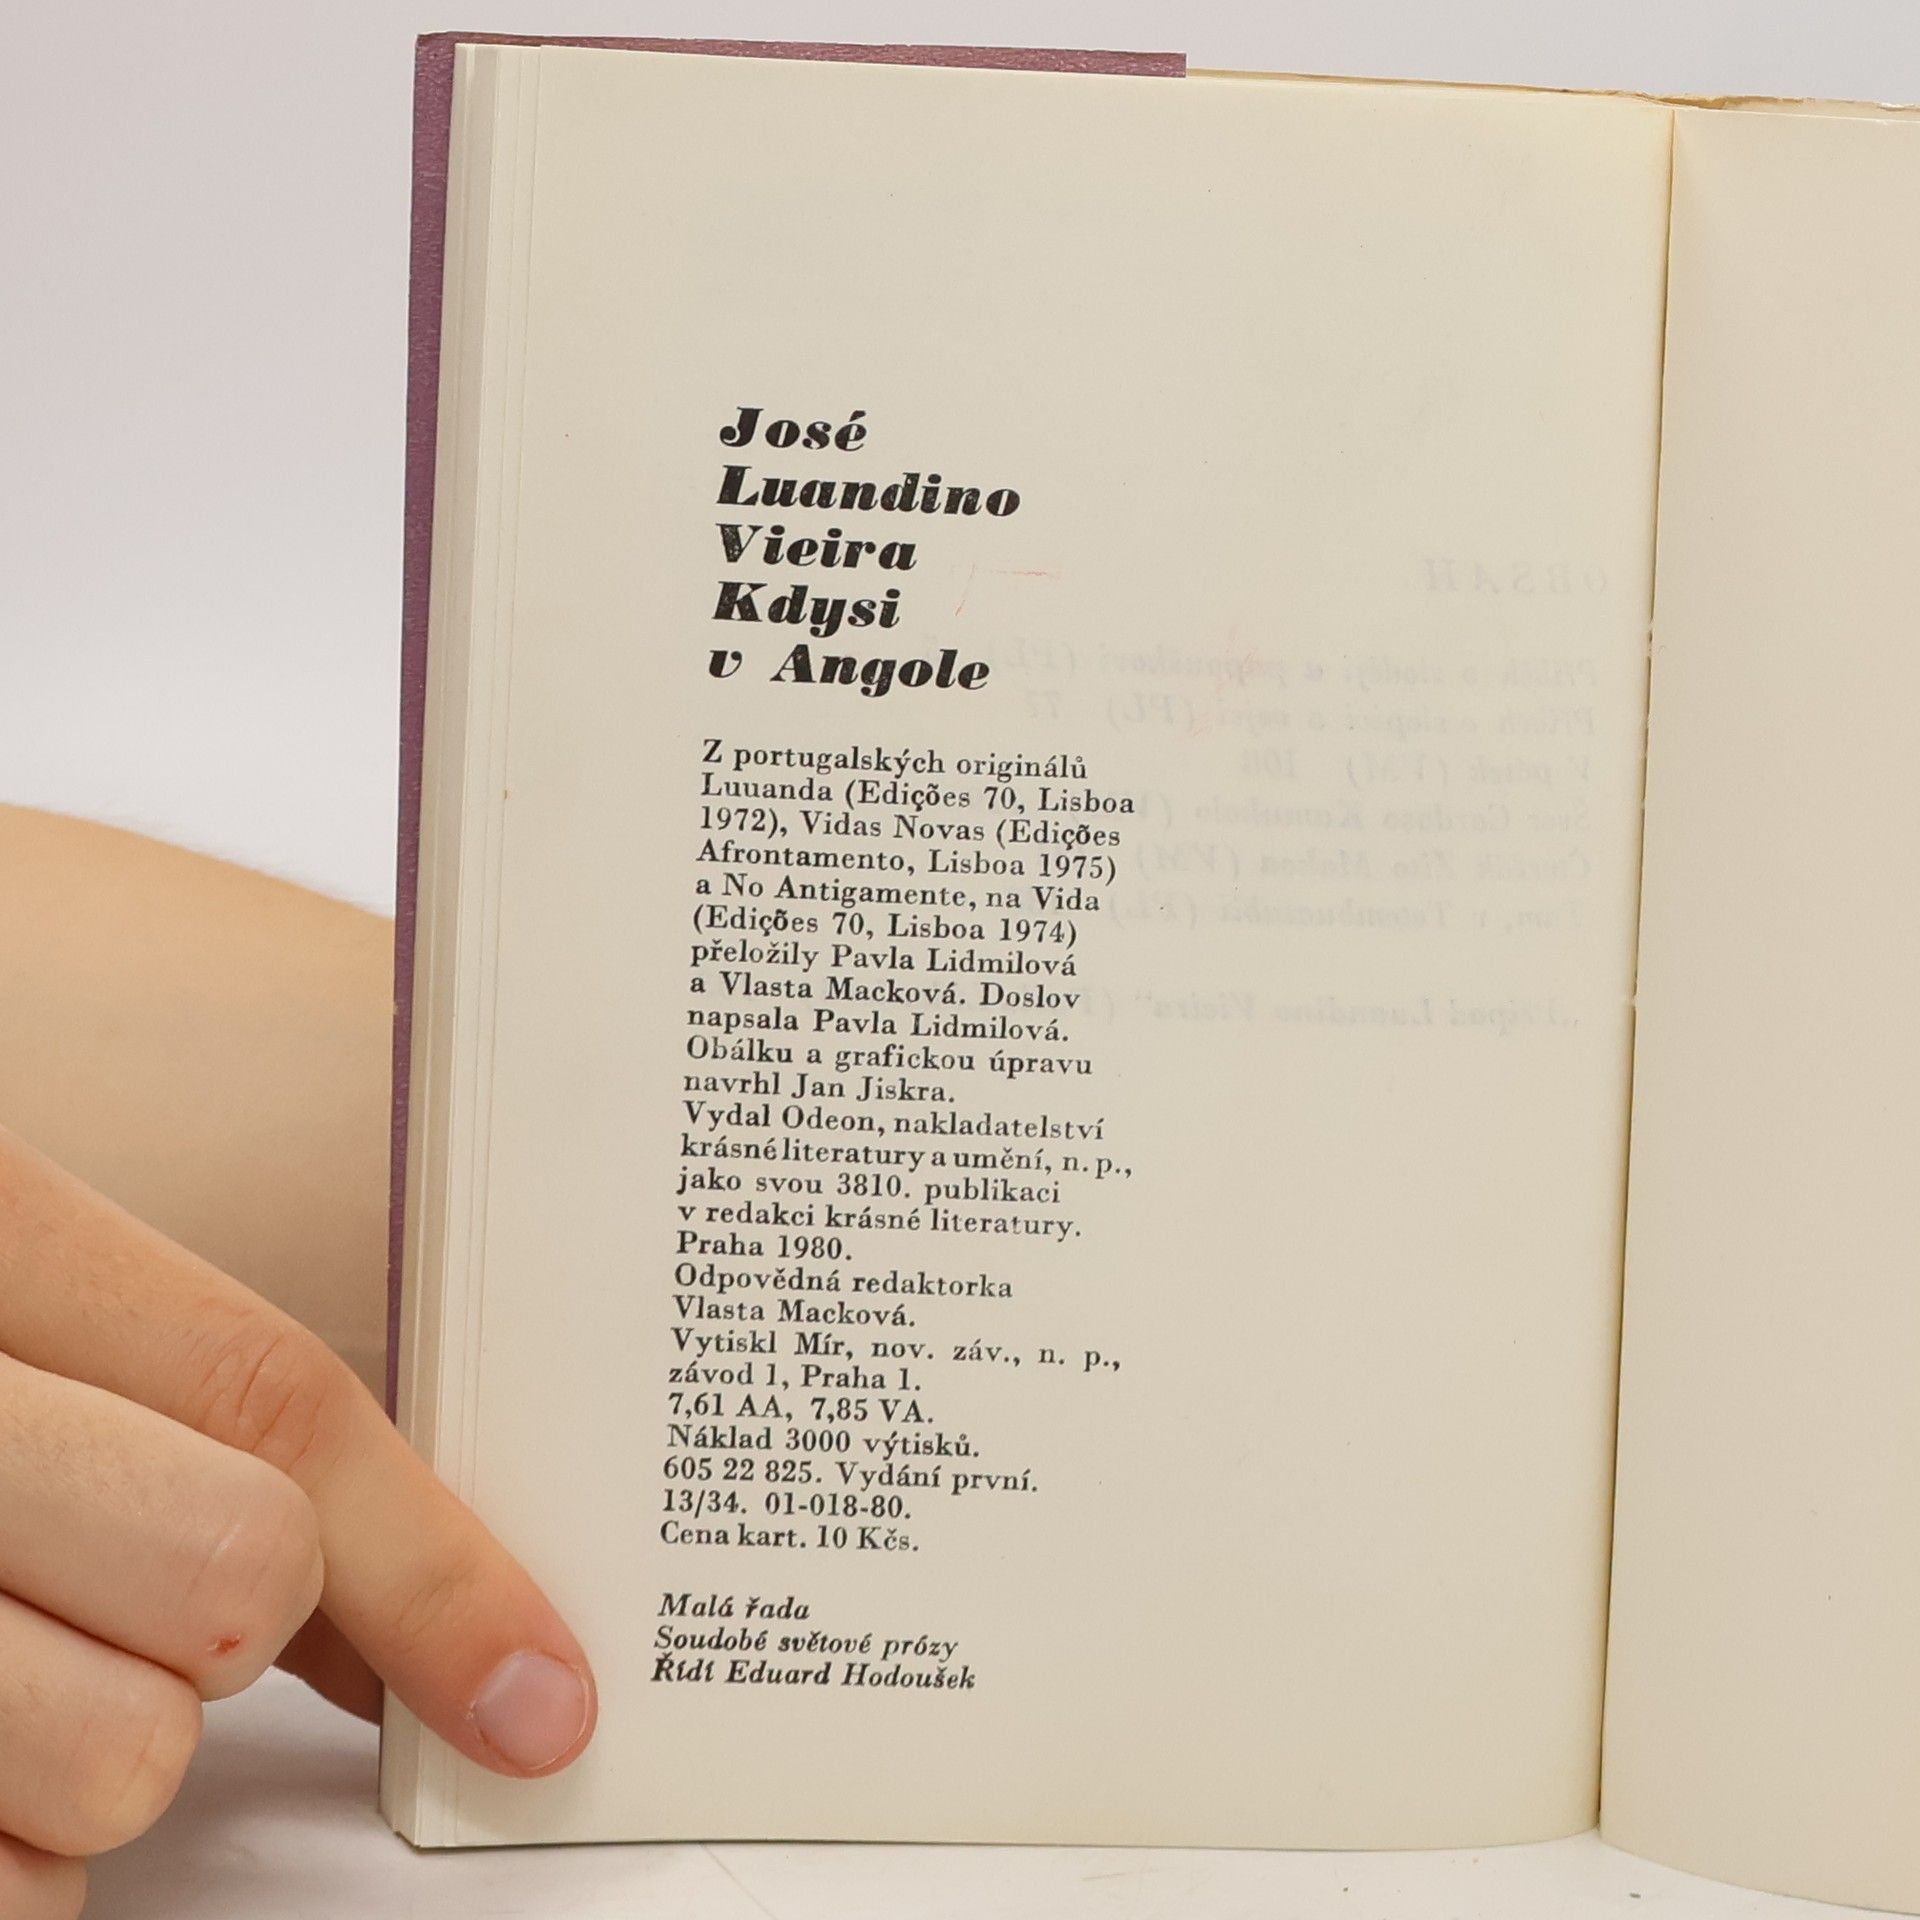 José
Luandino
Vieira
Kdysi
v Angole
Z portugalských originálů
Luuanda (Edições 70, Lisboa
1972), Vidas Novas (Edições
Afrontamento, Lisboa 1975)
a No Antigamente, na Vida
(Edições 70, Lisboa 1974)
přeložily Pavla Lidmilová
a Vlasta Macková. Doslov
napsala Pavla Lidmilová.
Obálku a grafickou úpravu
navrhl Jan Jiskra.
Vydal Odeon, nakladatelství
krásné literatury a umění, n. p.,
jako svou 3810. publikaci
v redakci krásné literatury.
Praha 1980.
Odpovědná redaktorka
Vlasta Macková.
Vytiskl Mír, nov. záv., n. p.,
závod 1, Praha 1.
7,61 AA, 7,85 VA.
Náklad 3000 výtisků.
605 22 825. Vydání první.
13/34. 01-018-80.
Cena kart. 10 Kčs.
Malá řada
Soudobé světové prózy
Řídí Eduard Hodoušek